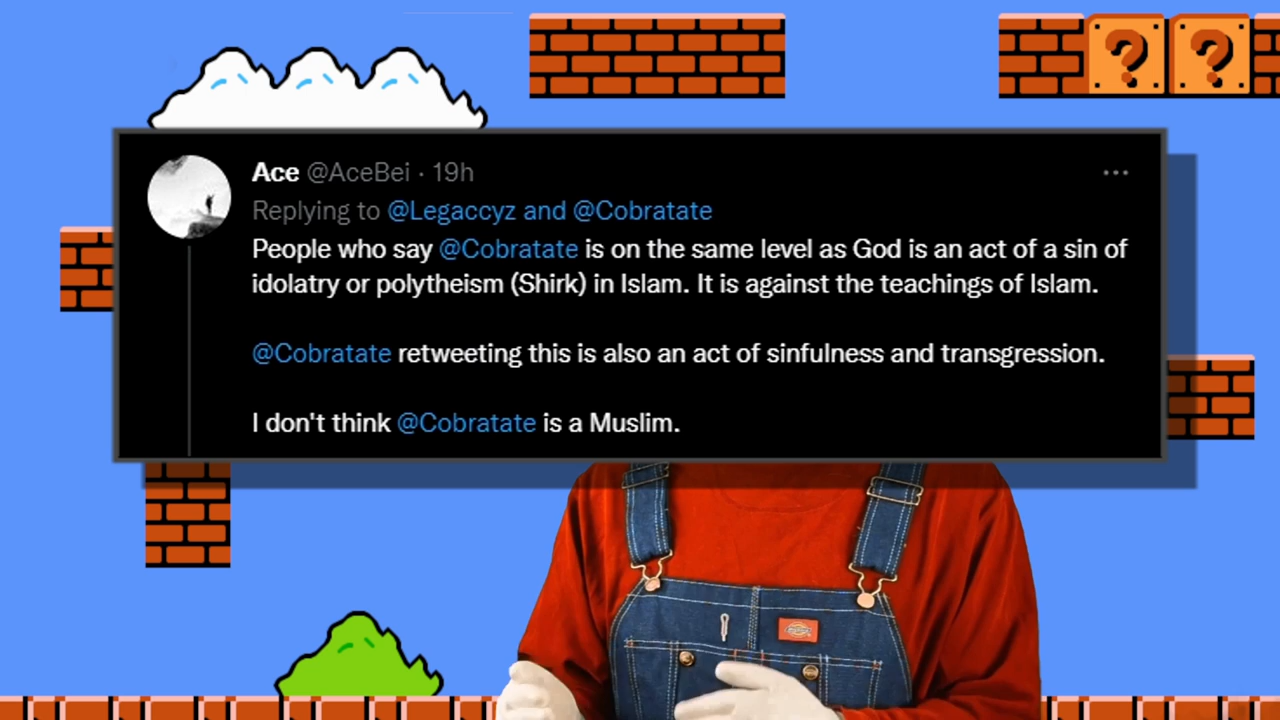 ? ?
Ace @AceBei · 19h
Replying to @Legaccyz and @Cobratate
People who say @Cobratate is on the same level as God is an act of a sin of
idolatry or polytheism (Shirk) in Islam. It is against the teachings of Islam.
@Cobratate retweeting this is also an act of sinfulness and transgression.
I don't think @Cobratate is a Muslim.
Dickies